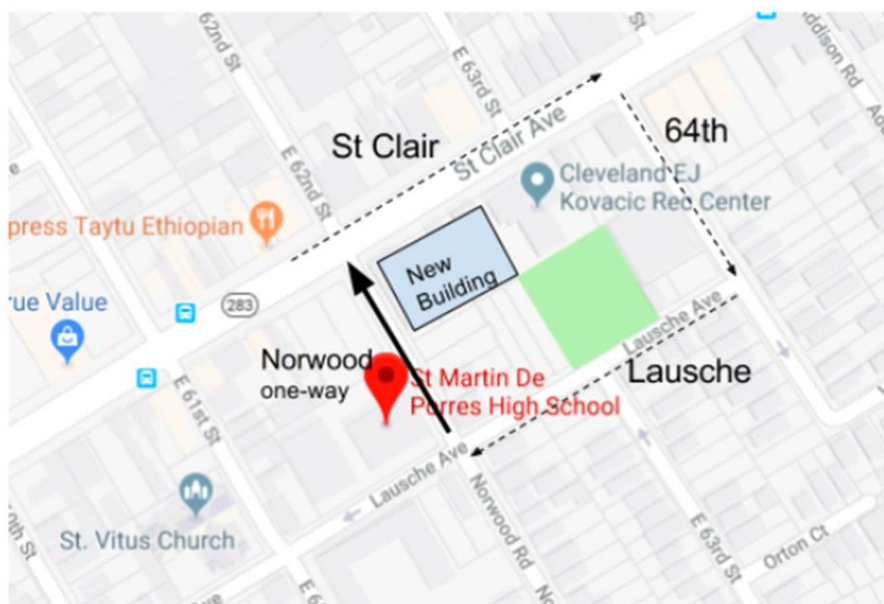 62nd St
E 63rd St
St Clair
St Clair Ave
64th
ddison Rd
E 62nd St
Cleveland EJ
Kovacic Rec Center
press Taytu Ethiopian
New
Building
rue Value
283
Lausche Ave
Norwood
one-way
St Martin De
Porres High School
Lausche
E 61st St
Lausche Ave
St. Vitus Church
Norwood Rd
E 63rd St
Orton Ct